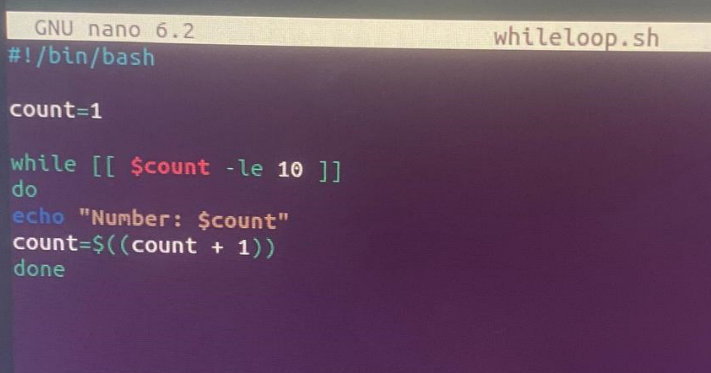 GNU nano 6.2 whileloop.sh
#!/bin/bash
count=1
while [[ $count -le 10 ]]
do
echo "Number: $count"
count=$((count + 1))
done